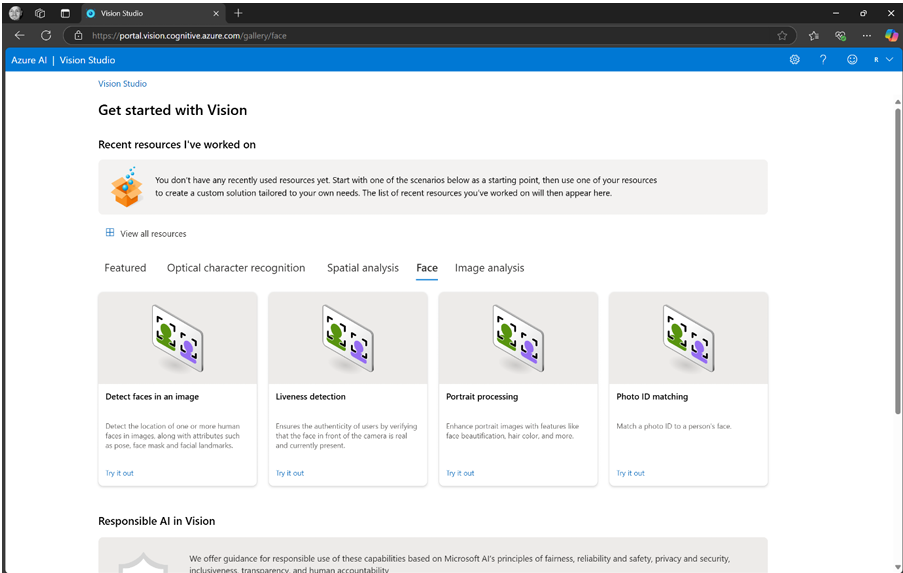 Vision Studio
https://portal.vision.cognitive.azure.com/gallery/face
Azure AI | Vision Studio
R
Vision Studio
Get started with Vision
Recent resources I've worked on
You don't have any recently used resources yet. Start with one of the scenarios below as a starting point, then use one of your resources
to create a custom solution tailored to your own needs. The list of recent resources you've worked on will then appear here.
View all resources
Featured Optical character recognition Spatial analysis Face Image analysis
Detect faces in an image
Detect the location of one or more human
faces in images, along with attributes such
as pose, face mask and facial landmarks.
Try it out
Liveness detection
Ensures the authenticity of users by verifying
that the face in front of the camera is real
and currently present.
Try it out
Portrait processing
Enhance portrait images with features like
face beautification, hair color, and more.
Try it out
Photo ID matching
Match a photo ID to a person's face.
Try it out
Responsible AI in Vision
We offer guidance for responsible use of these capabilities based on Microsoft AI's principles of fairness, reliability and safety, privacy and security,
inclusiveness, transparency, and human accountability.